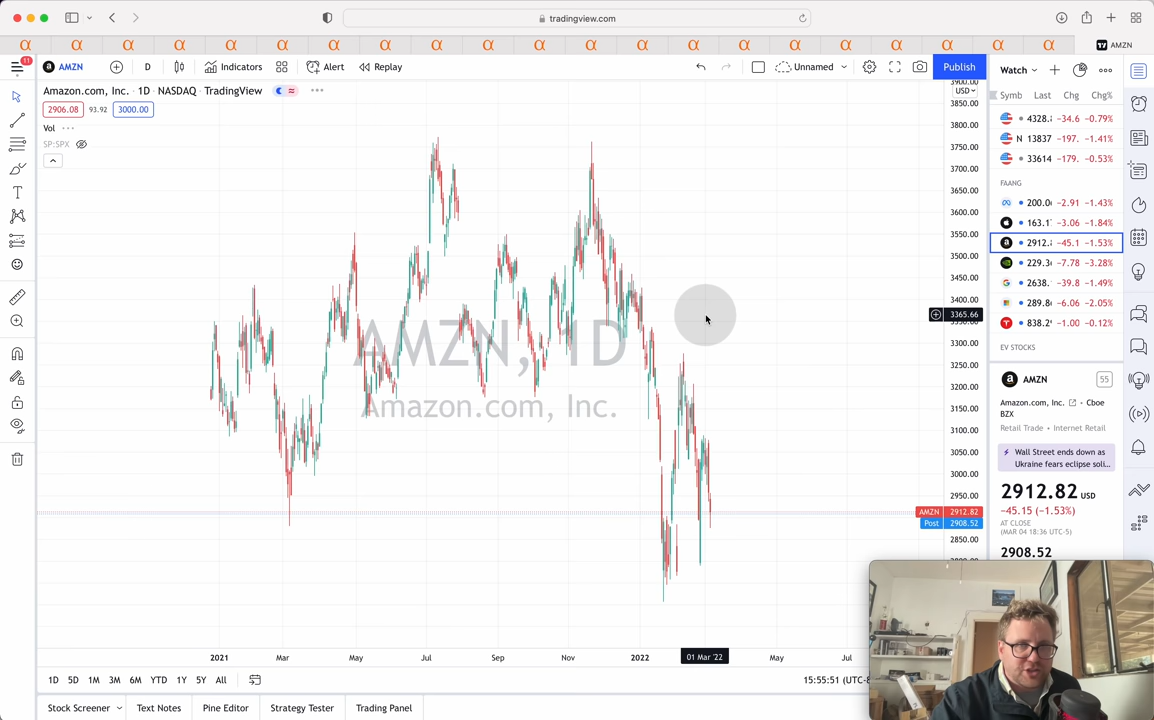 tradingview.com
AMZN
11
AMZN
D
Indicators
Alert
Replay
Unnamed
Publish
Watch
Amazon.com, Inc. · 1D · NASDAQ · TradingView
2906.08 93.92 3000.00
Vol
SP:SPX
USD
3850.00
3800.00
3750.00
3700.00
3650.00
3600.00
3550.00
3500.00
3450.00
3400.00
3365.66
3300.00
3250.00
3200.00
3150.00
3100.00
3050.00
3000.00
2950.00
AMZN 2912.82
Post 2908.52
2850.00
AMZN, 1D
Amazon.com, Inc.
2021 Mar May Jul Sep Nov 2022 01 Mar '22 May Jul
1D 5D 1M 3M 6M YTD 1Y 5Y All
15:55:51 (UTC-8
Stock Screener Text Notes Pine Editor Strategy Tester Trading Panel
Symb Last Chg Chg%
4328. -34.6 -0.79%
N 13837 -197. -1.41%
33614 -179. -0.53%
FAANG
200.0 -2.91 -1.43%
163.1 -3.06 -1.84%
2912. -45.1 -1.53%
229.3 -7.78 -3.28%
2638. -39.8 -1.49%
289.8 -6.06 -2.05%
838.2 -1.00 -0.12%
EV STOCKS
AMZN 55
Amazon.com, Inc. • Cboe
BZX
Retail Trade • Internet Retail
Wall Street ends down as
Ukraine fears eclipse soli...
2912.82 USD
−45.15 (−1.53%)
AT CLOSE
(MAR 04 18:36 UTC-5)
2908.52